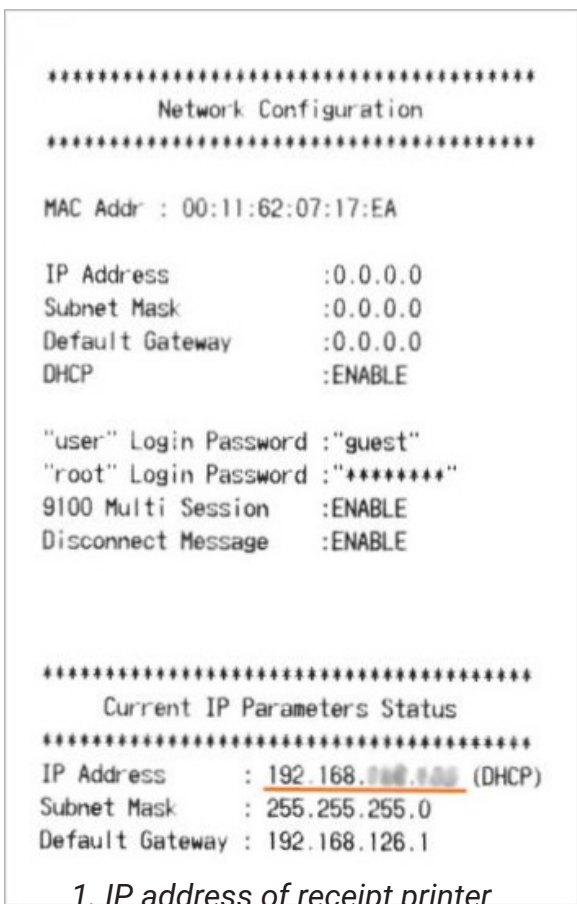 ****************************************
Network Configuration
****************************************
MAC Addr : 00:11:62:07:17:EA
IP Address :0.0.0.0
Subnet Mask :0.0.0.0
Default Gateway :0.0.0.0
DHCP :ENABLE
"user" Login Password :"guest"
"root" Login Password :"********"
9100 Multi Session :ENABLE
Disconnect Message :ENABLE
****************************************
Current IP Parameters Status
****************************************
IP Address : 192.168. (DHCP)
Subnet Mask : 255.255.255.0
Default Gateway : 192.168.126.1
1. IP address of receipt printer